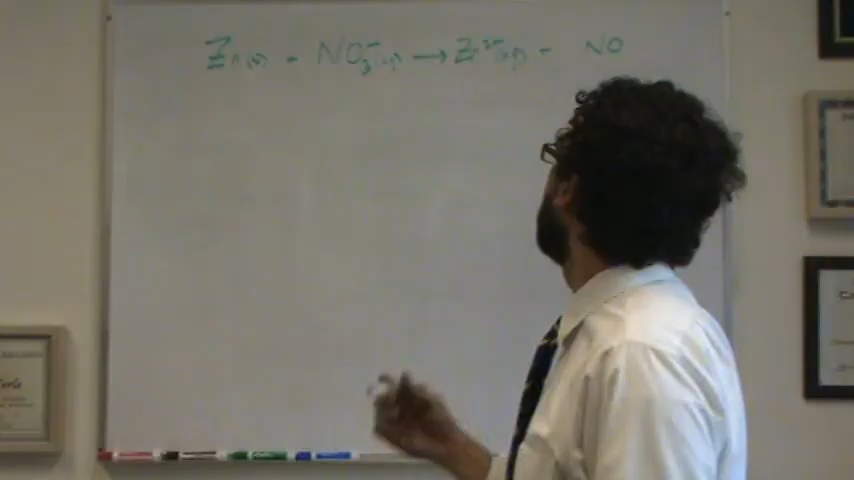 Zn(s) + NO₃⁻(aq) → Zn²⁺(aq) + NO